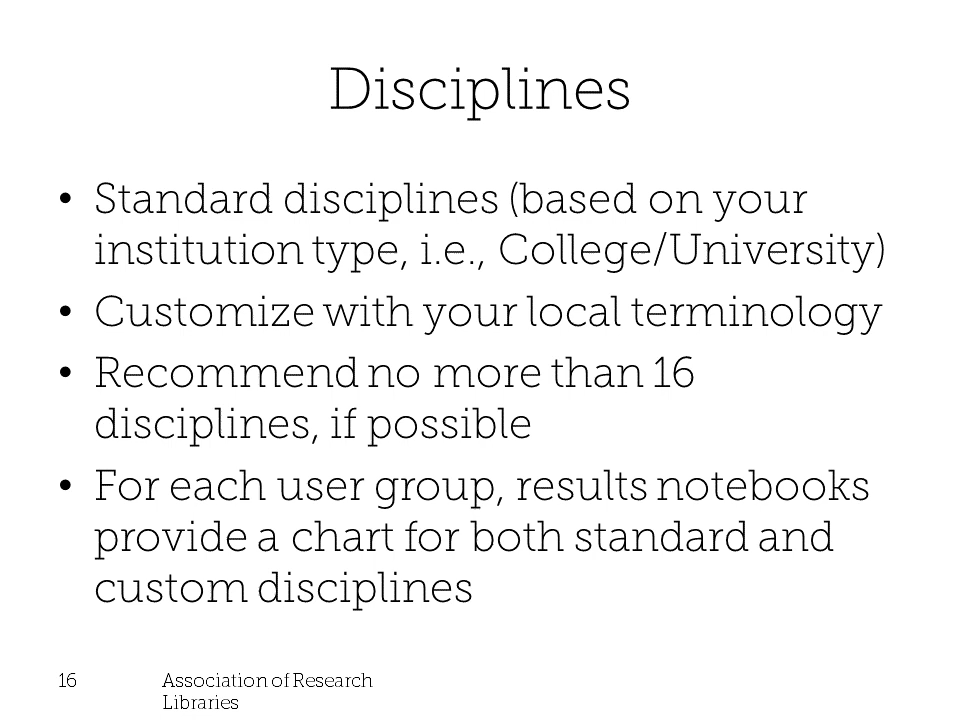 Disciplines
• Standard disciplines (based on your
institution type, i.e., College/University)
• Customize with your local terminology
• Recommend no more than 16
disciplines, if possible
• For each user group, results notebooks
provide a chart for both standard and
custom disciplines
16 Association of Research
Libraries